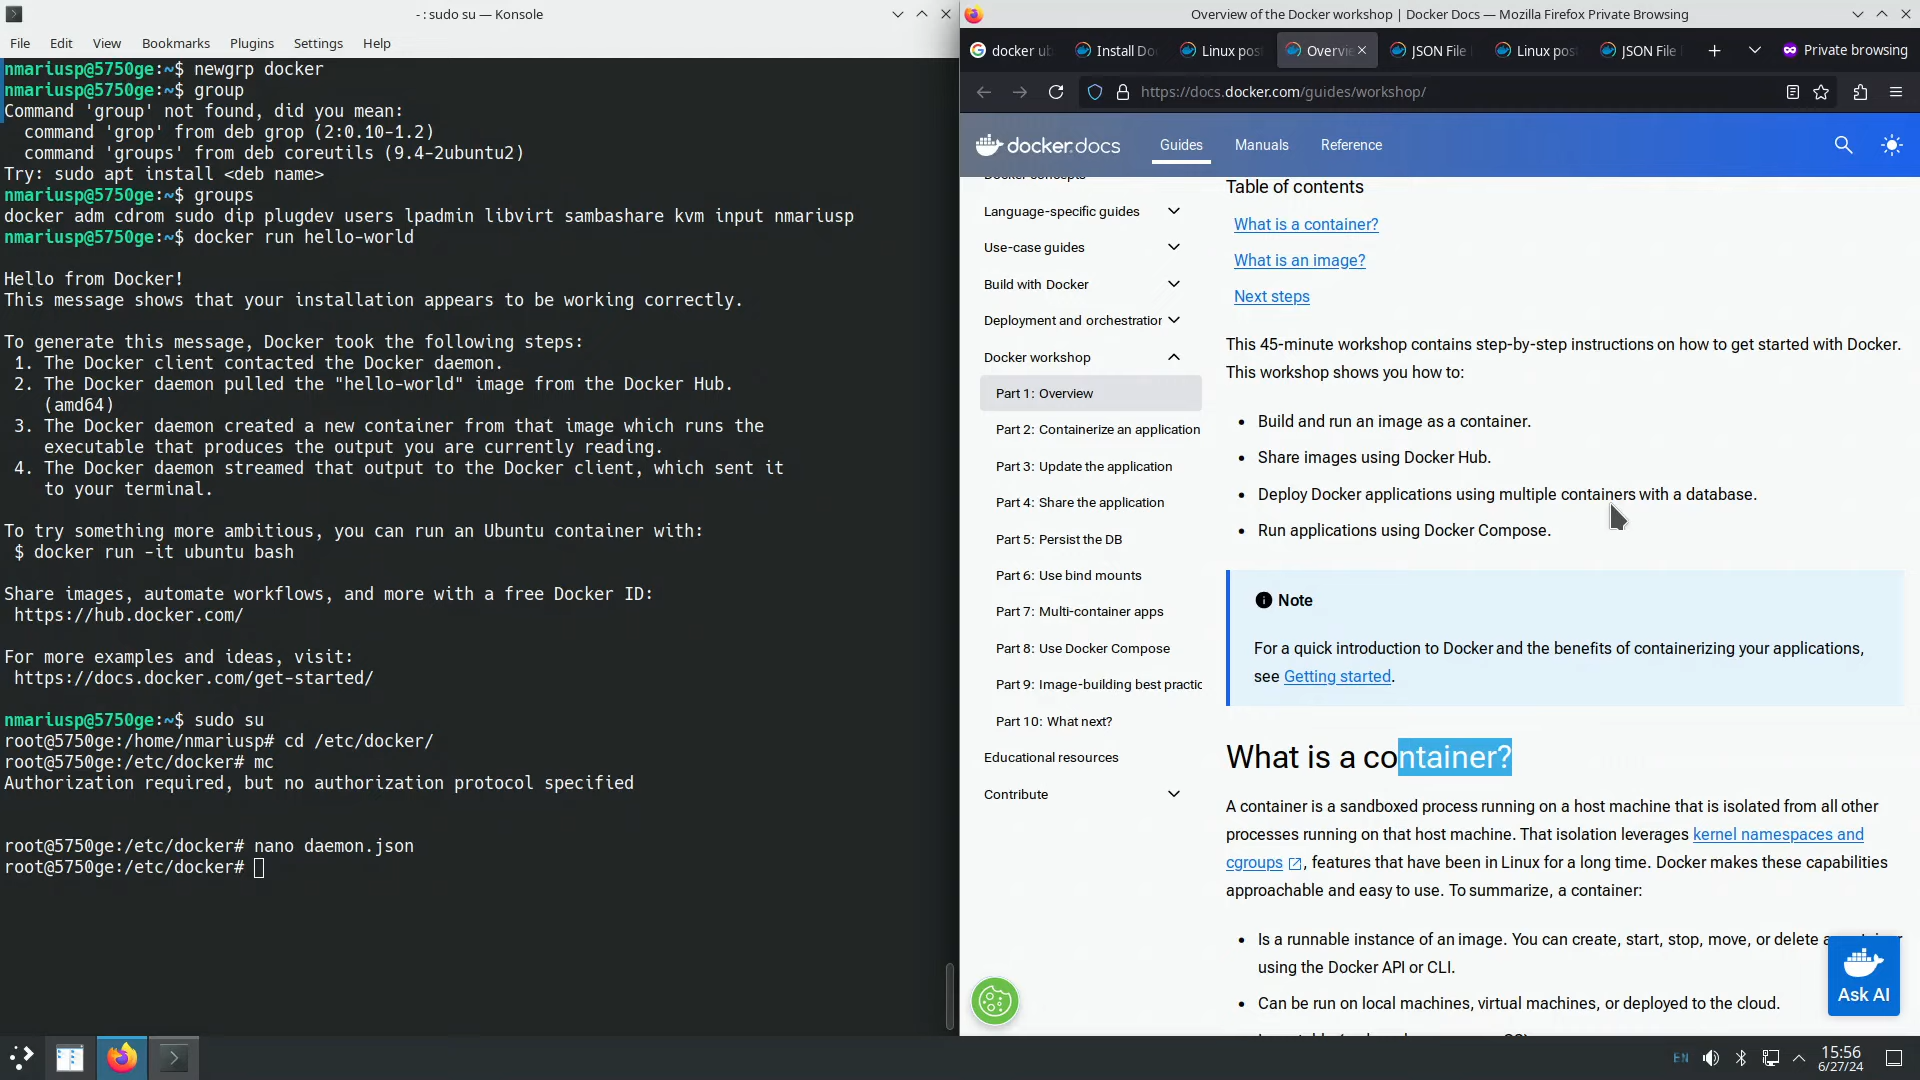 - : sudo su — Konsole
File Edit View Bookmarks Plugins Settings Help
nmariusp@5750ge:~$ newgrp docker
nmariusp@5750ge:~$ group
Command 'group' not found, did you mean:
  command 'grop' from deb grop (2:0.10-1.2)
  command 'groups' from deb coreutils (9.4-2ubuntu2)
Try: sudo apt install <deb name>
nmariusp@5750ge:~$ groups
docker adm cdrom sudo dip plugdev users lpadmin libvirt sambashare kvm input nmariusp
nmariusp@5750ge:~$ docker run hello-world
Hello from Docker!
This message shows that your installation appears to be working correctly.
To generate this message, Docker took the following steps:
 1. The Docker client contacted the Docker daemon.
 2. The Docker daemon pulled the "hello-world" image from the Docker Hub.
    (amd64)
 3. The Docker daemon created a new container from that image which runs the
    executable that produces the output you are currently reading.
 4. The Docker daemon streamed that output to the Docker client, which sent it
    to your terminal.
To try something more ambitious, you can run an Ubuntu container with:
 $ docker run -it ubuntu bash
Share images, automate workflows, and more with a free Docker ID:
 https://hub.docker.com/
For more examples and ideas, visit:
 https://docs.docker.com/get-started/
nmariusp@5750ge:~$ sudo su
root@5750ge:/home/nmariusp# cd /etc/docker/
root@5750ge:/etc/docker# mc
Authorization required, but no authorization protocol specified
root@5750ge:/etc/docker# nano daemon.json
root@5750ge:/etc/docker#
Overview of the Docker workshop | Docker Docs — Mozilla Firefox Private Browsing
docker ub Install Do Linux pos Overvie JSON File Linux pos JSON File Private browsing
https://docs.docker.com/guides/workshop/
docker.docs Guides Manuals Reference
Language-specific guides
Use-case guides
Build with Docker
Deployment and orchestration
Docker workshop
Part 1: Overview
Part 2: Containerize an application
Part 3: Update the application
Part 4: Share the application
Part 5: Persist the DB
Part 6: Use bind mounts
Part 7: Multi-container apps
Part 8: Use Docker Compose
Part 9: Image-building best practic
Part 10: What next?
Educational resources
Contribute
Table of contents
What is a container?
What is an image?
Next steps
This 45-minute workshop contains step-by-step instructions on how to get started with Docker.
This workshop shows you how to:
• Build and run an image as a container.
• Share images using Docker Hub.
• Deploy Docker applications using multiple containers with a database.
• Run applications using Docker Compose.
Note
For a quick introduction to Docker and the benefits of containerizing your applications,
see Getting started.
What is a container?
A container is a sandboxed process running on a host machine that is isolated from all other
processes running on that host machine. That isolation leverages kernel namespaces and
cgroups, features that have been in Linux for a long time. Docker makes these capabilities
approachable and easy to use. To summarize, a container:
• Is a runnable instance of an image. You can create, start, stop, move, or delete a container
using the Docker API or CLI.
• Can be run on local machines, virtual machines, or deployed to the cloud.
Ask AI
EN
15:56
6/27/24